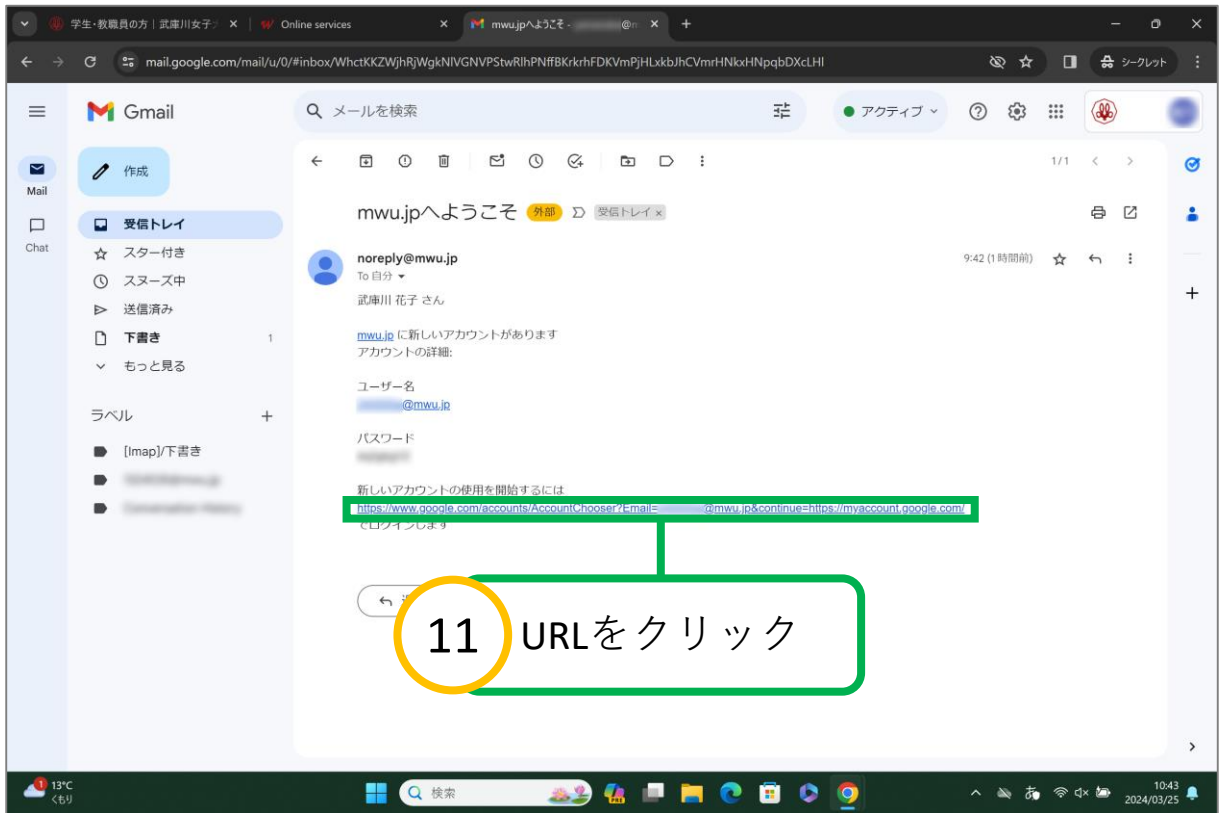 学生・教職員の方 | 武庫川女子
Online services
mwu.jpへようこそ -
mail.google.com/mail/u/0/#inbox/WhctKKZWjhRjWgkNlVGNVPStwRlhPNffBKrkrhFDKVmPjHLxkbJhCVmrHNkxHNpqbDXcLHl
シークレット
Gmail
メールを検索
アクティブ
作成
1/1
Mail
Chat
受信トレイ
スター付き
スヌーズ中
送信済み
下書き 1
もっと見る
ラベル +
[Imap]/下書き
mwu.jpへようこそ 外部 受信トレイ ×
noreply@mwu.jp
9:42 (1 時間前)
To 自分
武庫川 花子 さん
mwu.jp に新しいアカウントがあります
アカウントの詳細:
ユーザー名
@mwu.jp
パスワード
新しいアカウントの使用を開始するには
https://www.google.com/accounts/AccountChooser?Email= @mwu.jp&continue=https://myaccount.google.com/
でログインします
11 URLをクリック
1
13°C
くもり
検索
あ
10:43
2024/03/25